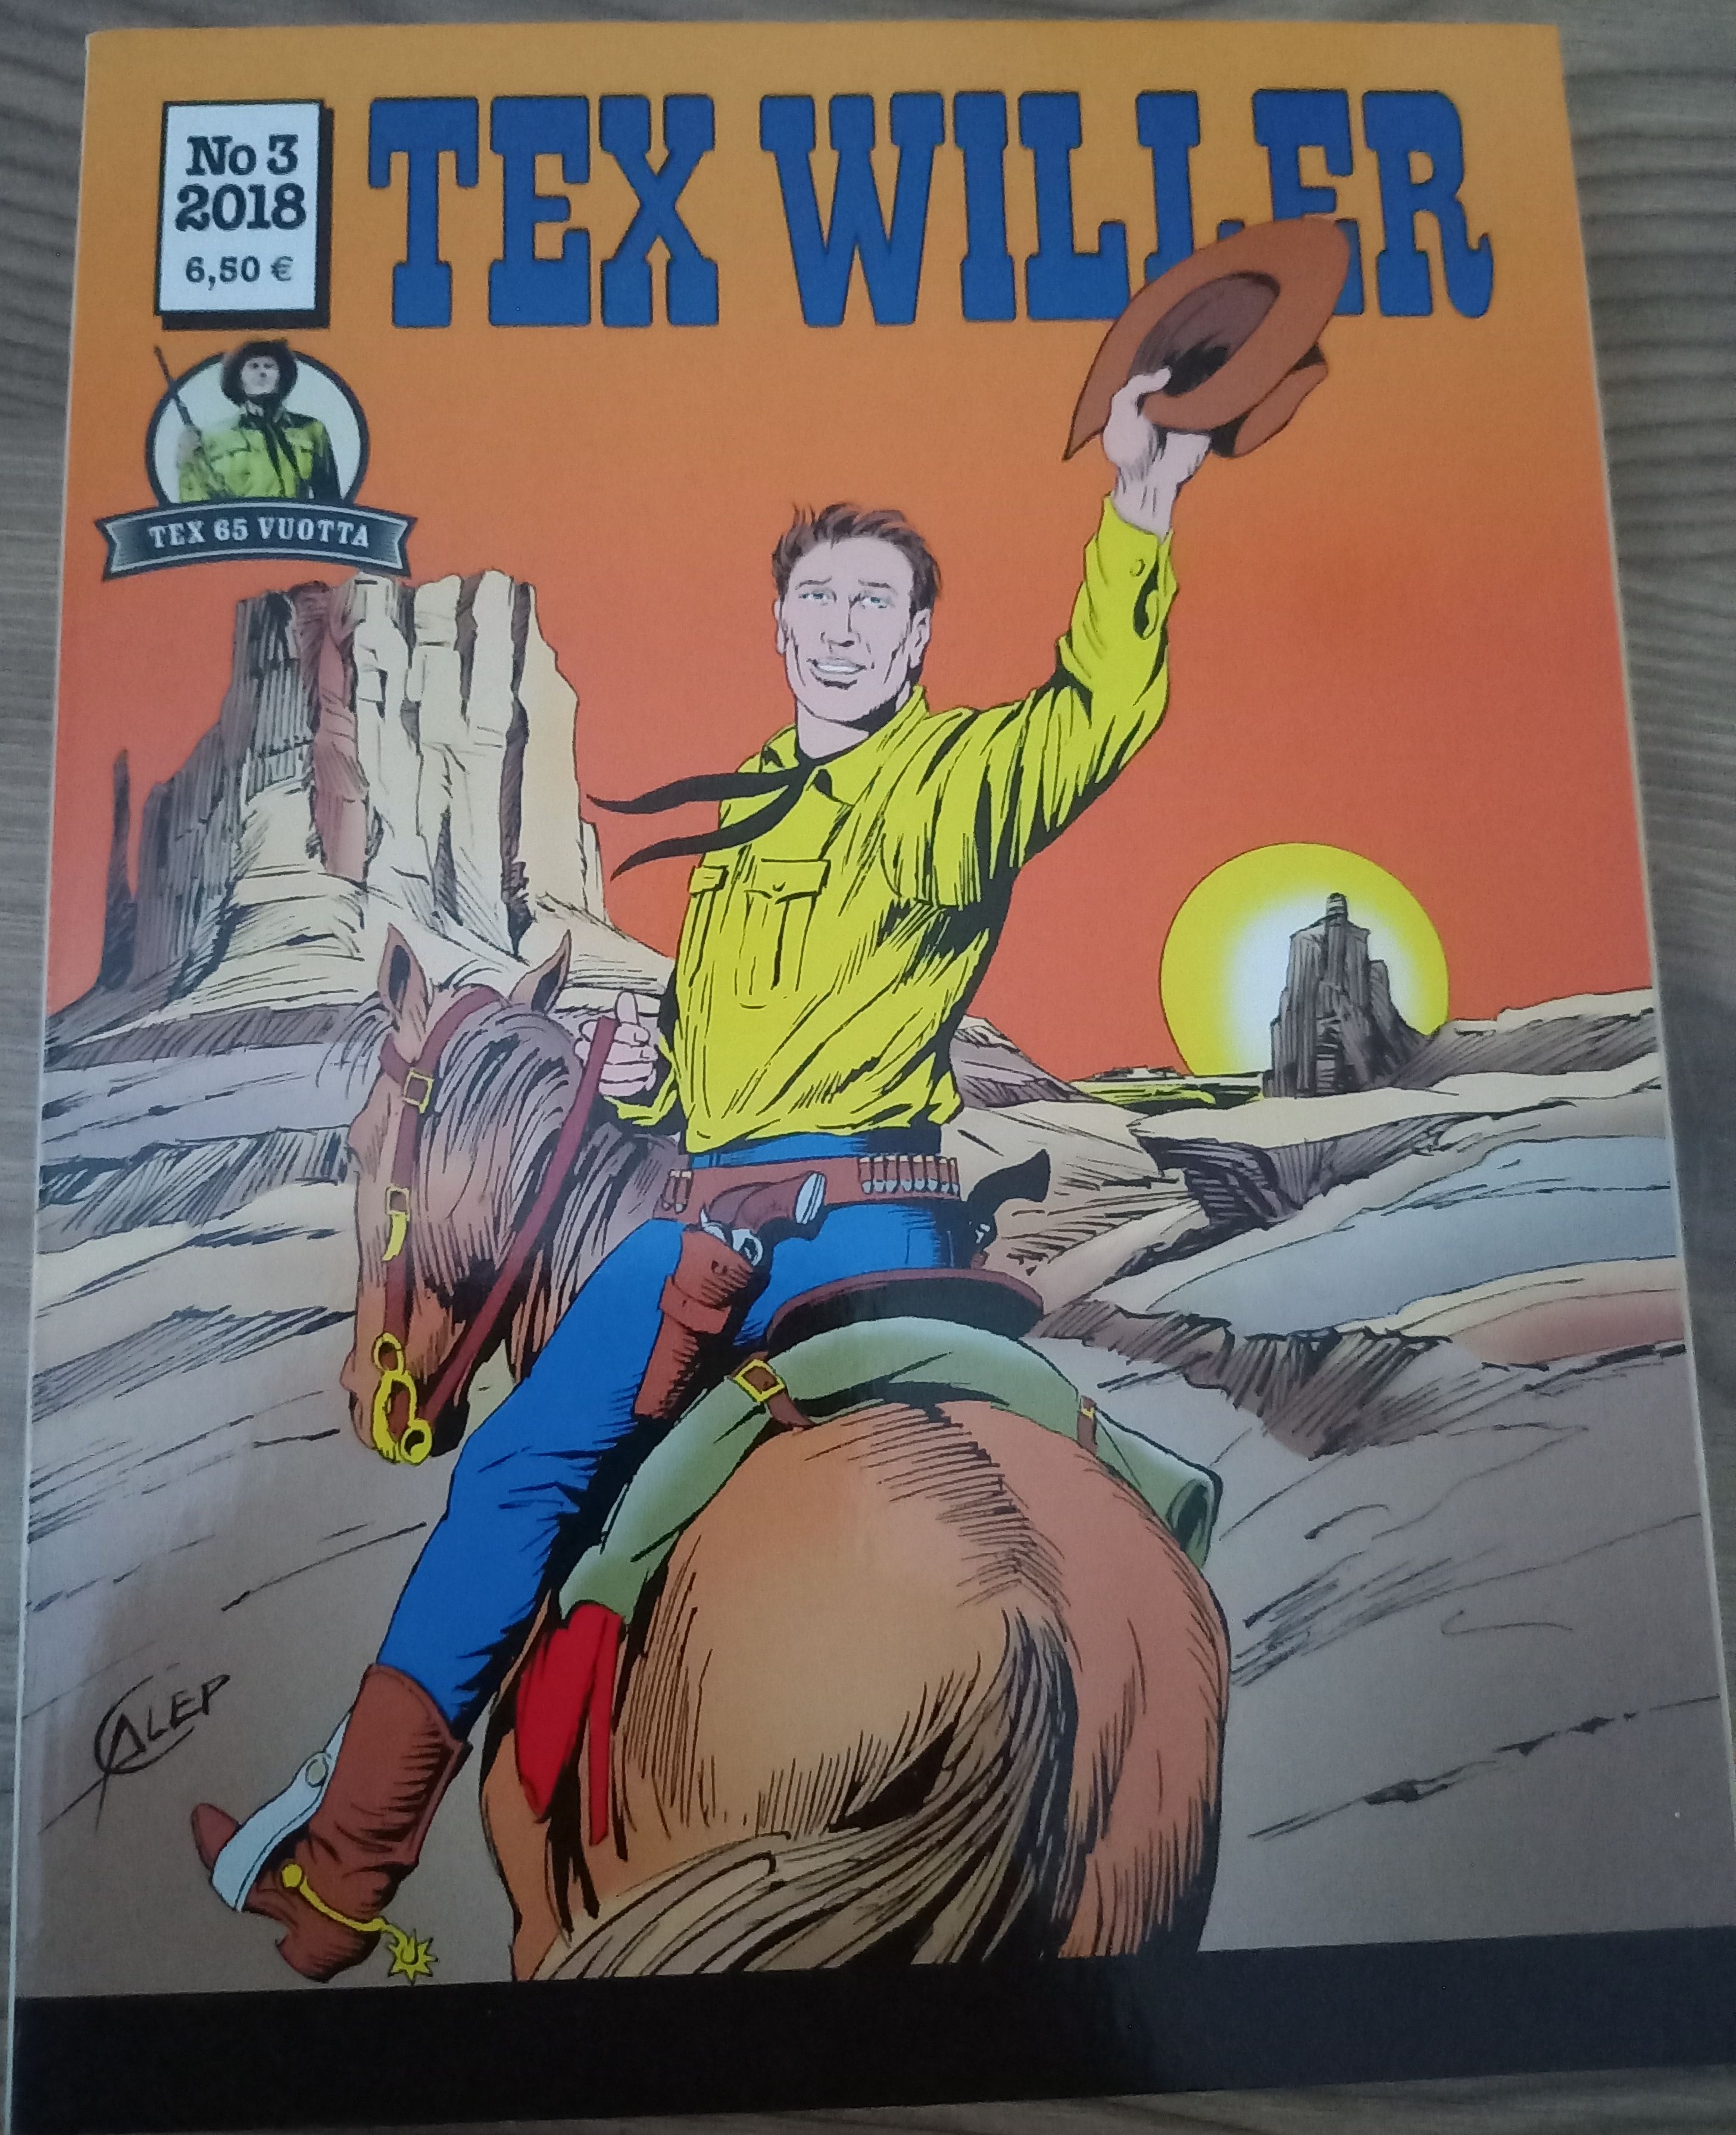 No 3
2018
6,50 €
TEX WILLER
TEX 65 VUOTTA
GALEP